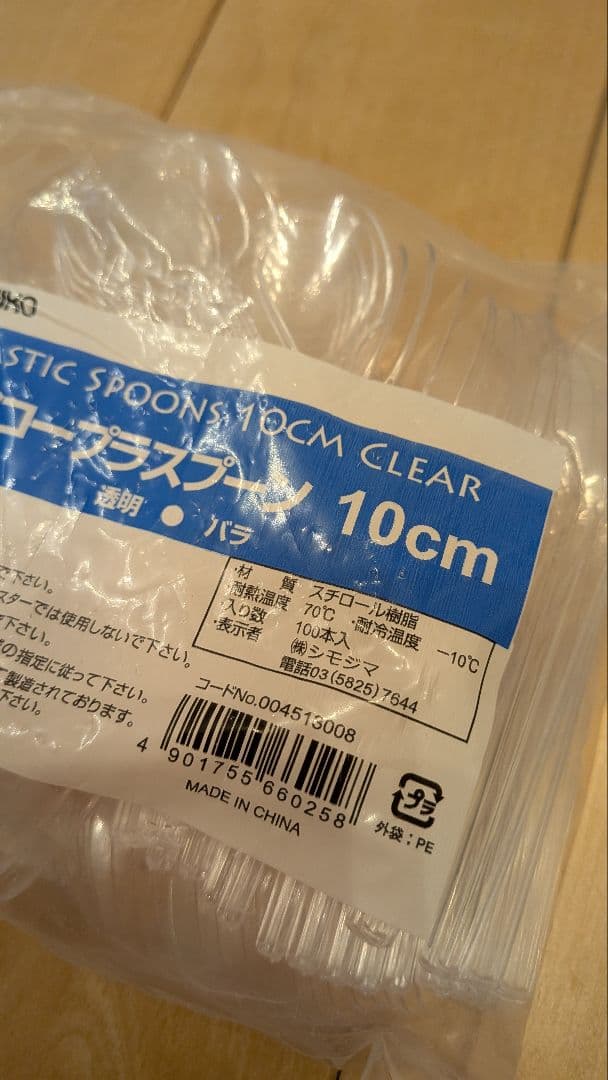 STIC SPOONS 10CM CLEAR
コープラスプーン 10cm
透明 ● バラ
で下さい。
スターでは使用しないで下さい。
下さい。
の指定に従って下さい。
製造されております。
下さい。
・材 質 スチロール樹脂
・耐熱温度 70℃ ・耐冷温度 −10℃
・入り数 100本入
・表示者 ㈱シモジマ
電話03(5825)7644
コードNo.004513008
4 901755 660258
MADE IN CHINA
プラ
外袋:PE